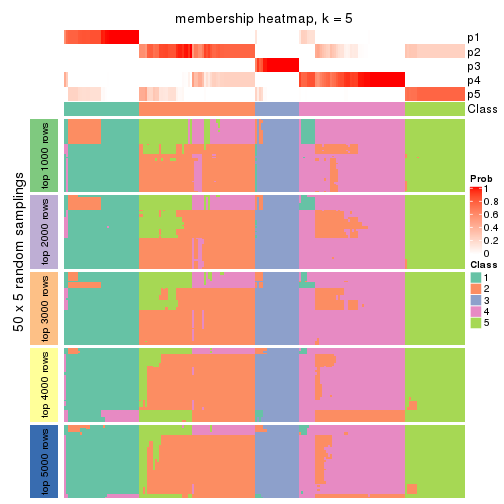 membership heatmap, k = 5
p1
p2
p3
p4
p5
Class
50 x 5 random samplings
top 1000 rows
top 2000 rows
top 3000 rows
top 4000 rows
top 5000 rows
Prob
1
0.8
0.6
0.4
0.2
0
Class
1
2
3
4
5